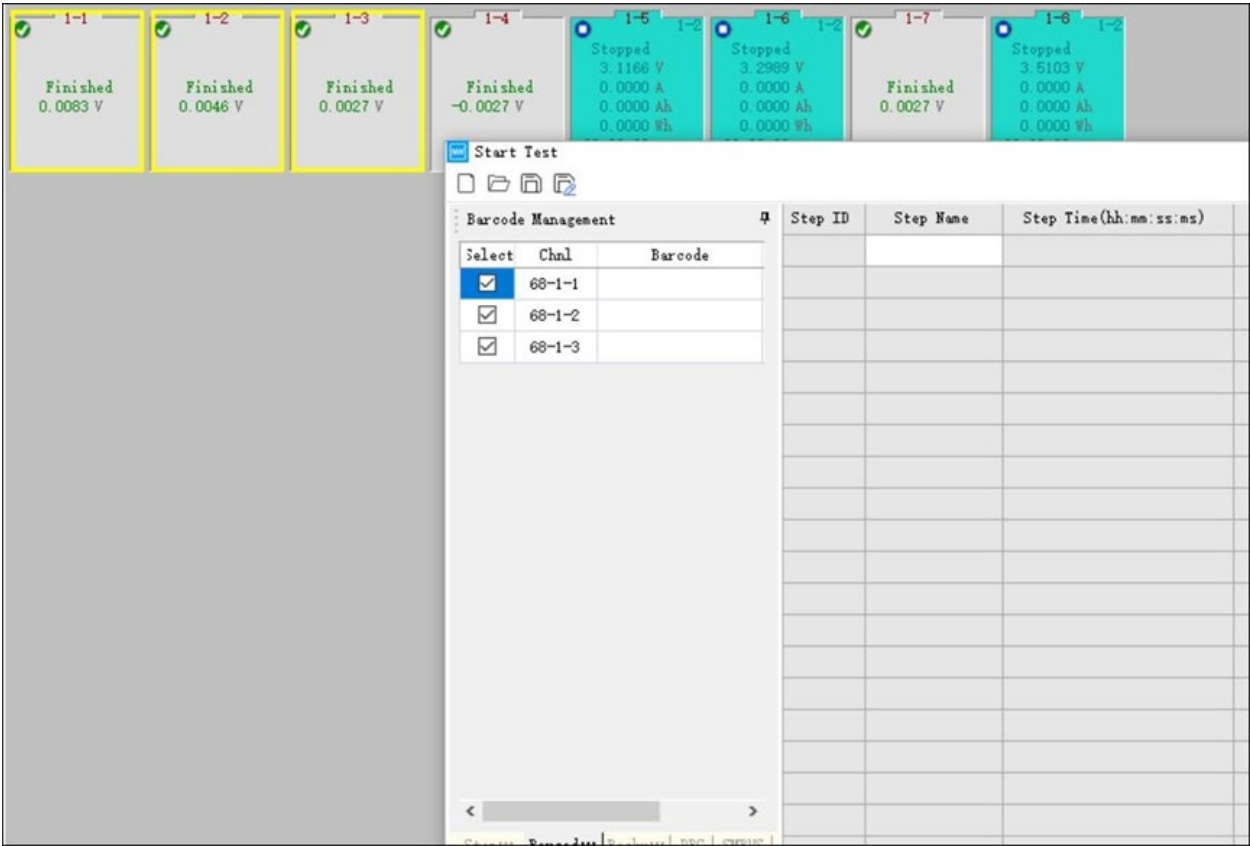 1-1 1-2 1-3 1-4 1-5 1-2 1-6 1-2 1-7 1-8 1-2
Finished
0.0083 V
Finished
0.0046 V
Finished
0.0027 V
Finished
-0.0027 V
Stopped
3.1166 V
0.0000 A
0.0000 Ah
0.0000 Wh
Stopped
3.2989 V
0.0000 A
0.0000 Ah
0.0000 Wh
Finished
0.0027 V
Stopped
3.5103 V
0.0000 A
0.0000 Ah
0.0000 Wh
Start Test
Barcode Management
Select Chnl Barcode
68-1-1
68-1-2
68-1-3
Step ID Step Name Step Time(hh:mm:ss:ms)